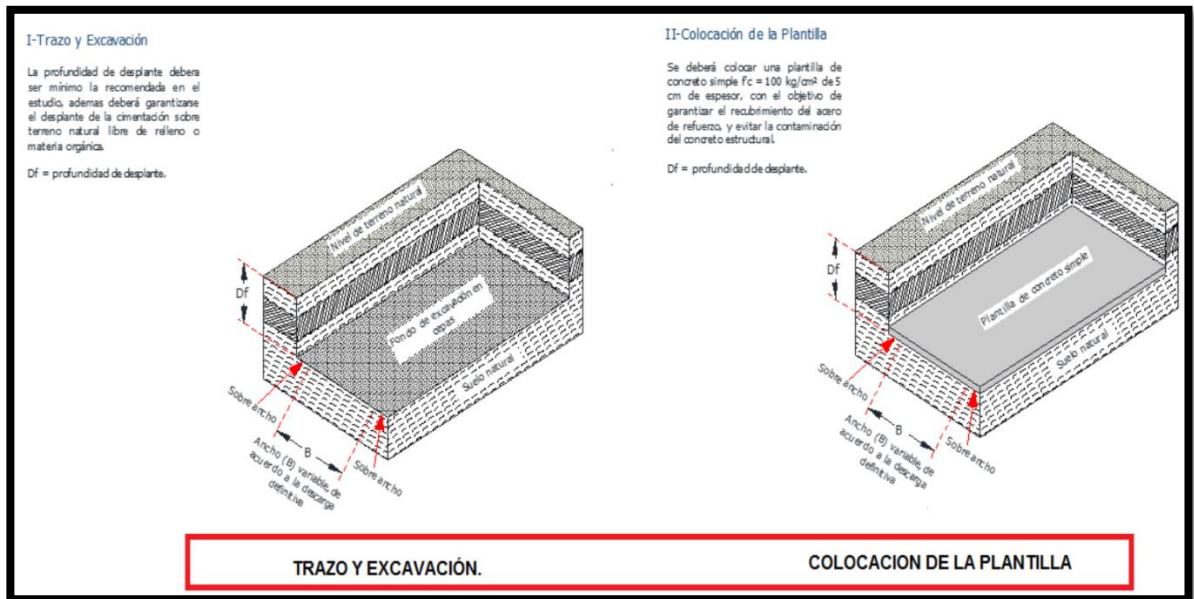 I-Trazo y Excavación
La profundidad de desplante debera
ser mínimo la recomendada en el
estudio, ademas deberá garantizarse
el desplante de la cimentación sobre
terreno natural libre de relleno o
materia orgánica.
Df = profundidad de desplante.
Nivel de terreno natural
Df
Fondo de excavación en
cepas
Suelo natural
Sobre ancho
B
Ancho (B) variable, de
acuerdo a la descarga
definitiva
Sobre ancho
II-Colocación de la Plantilla
Se deberá colocar una plantilla de
concreto simple f'c = 100 kg/cm² de 5
cm de espesor, con el objetivo de
garantizar el recubrimiento del acero
de refuerzo, y evitar la contaminación
del concreto estructural.
Df = profundidad de desplante.
Nivel de terreno natural
Df
Plantilla de concreto simple
Suelo natural
Sobre ancho
B
Ancho (B) variable, de
acuerdo a la descarga
definitiva
Sobre ancho
TRAZO Y EXCAVACIÓN.
COLOCACION DE LA PLANTILLA